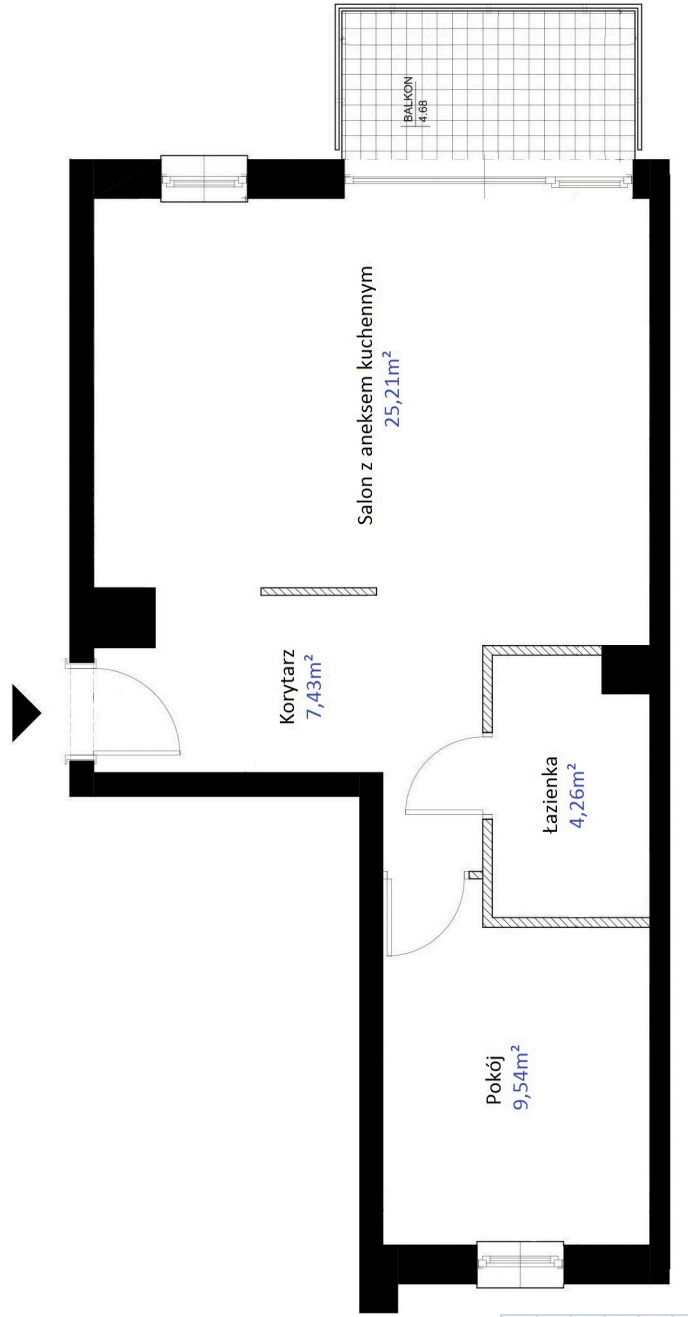 BALKON
4.68
Salon z aneksem kuchennym
25,21m²
Korytarz
7,43m²
Łazienka
4,26m²
Pokój
9,54m²